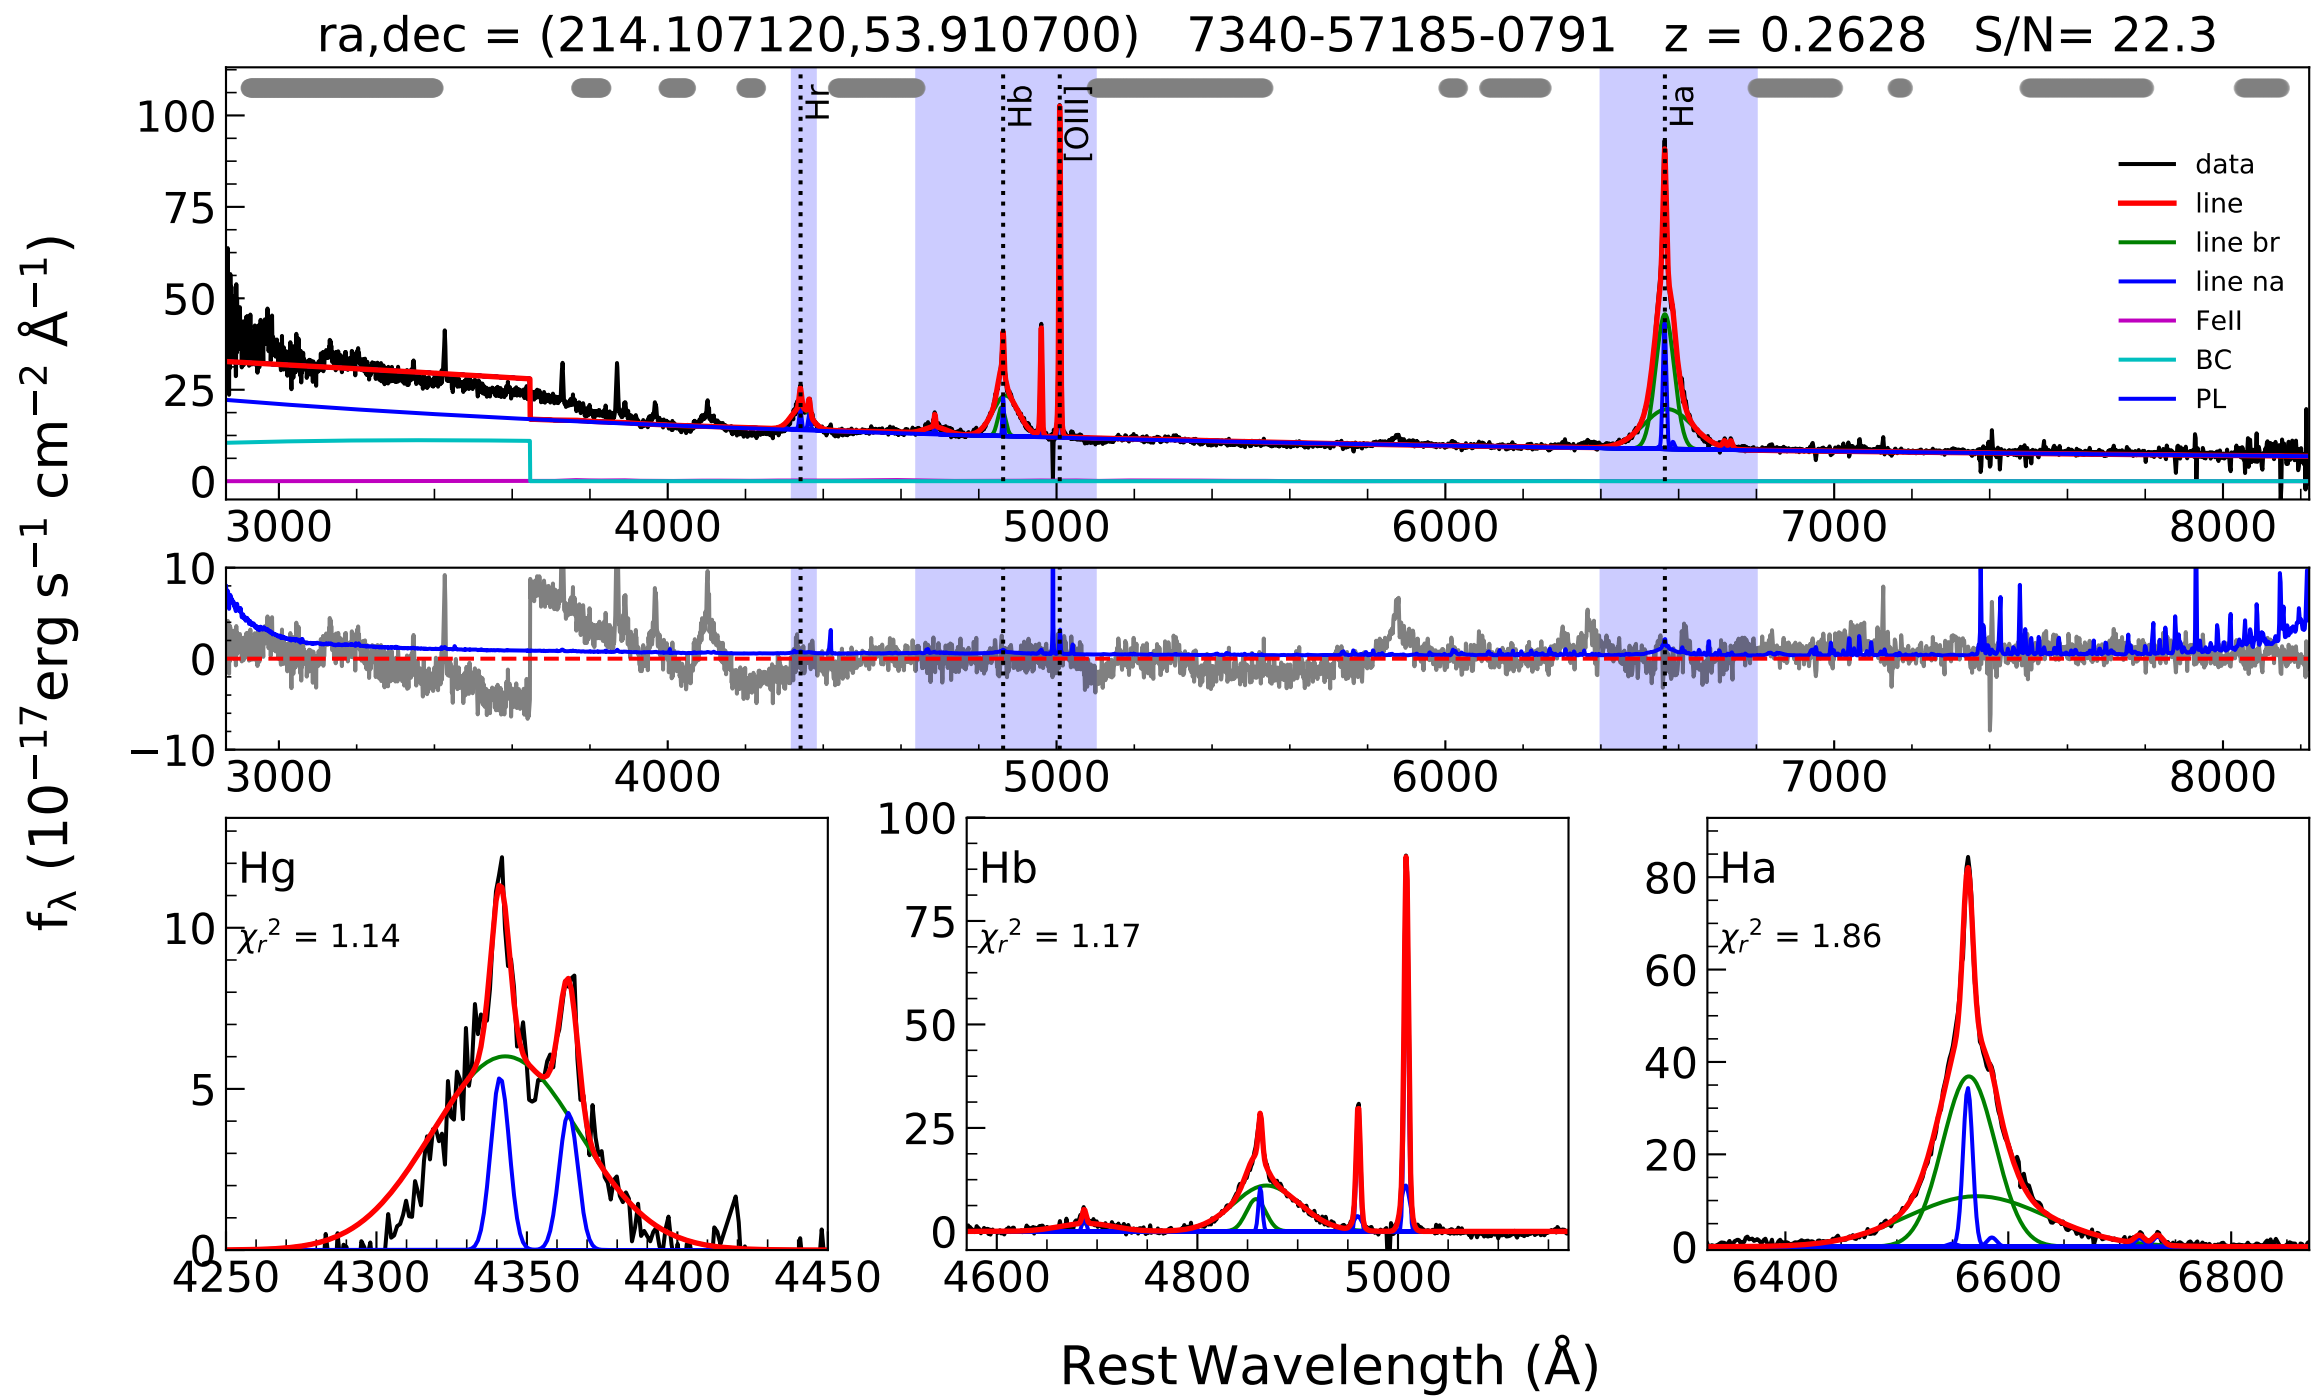 ra,dec = (214.107120,53.910700) 7340-57185-0791 z = 0.2628 S/N= 22.3
Hr
Hb
[OIII]
Ha
100
75
50
25
0
data
line
line br
line na
FeII
BC
PL
3000 4000 5000 6000 7000 8000
10
0
−10
3000 4000 5000 6000 7000 8000
f_λ (10⁻¹⁷erg s⁻¹ cm⁻² Å⁻¹)
Hg
χᵣ² = 1.14
10
5
0
4250 4300 4350 4400 4450
Hb
χᵣ² = 1.17
100
75
50
25
0
4600 4800 5000
Ha
χᵣ² = 1.86
80
60
40
20
0
6400 6600 6800
Rest Wavelength (Å)